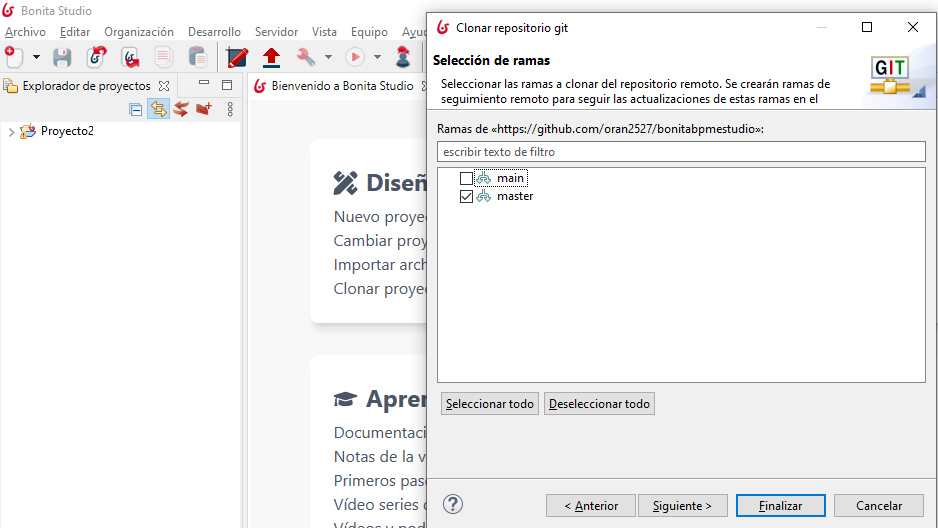 Bonita Studio
Archivo Editar Organización Desarrollo Servidor Vista Equipo Ayu
Explorador de proyectos
Proyecto2
Bienvenido a Bonita Studio
Diseñ
Nuevo proye
Cambiar proy
Importar arch
Clonar proye
Apre
Documentaci
Notas de la v
Primeros pas
Vídeo series
Vídeos y pod
Clonar repositorio git
Selección de ramas
Seleccionar las ramas a clonar del repositorio remoto. Se crearán ramas de
seguimiento remoto para seguir las actualizaciones de estas ramas en el
GIT
Ramas de «https://github.com/oran2527/bonitabpmestudio»:
escribir texto de filtro
main
master
Seleccionar todo Deseleccionar todo
? < Anterior Siguiente > Finalizar Cancelar